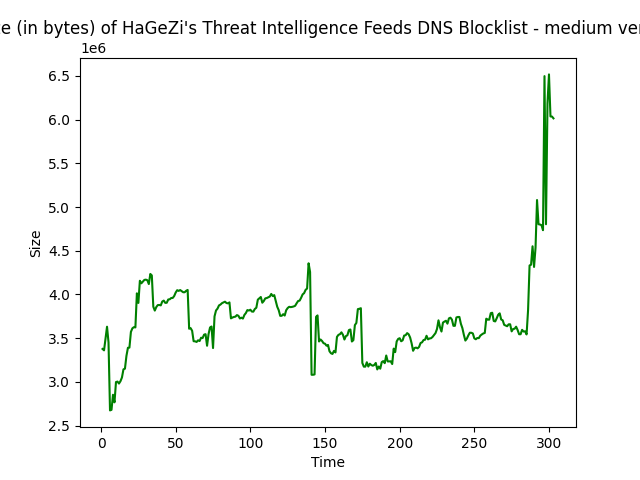 e (in bytes) of HaGeZi's Threat Intelligence Feeds DNS Blocklist - medium ver
1e6
6.5
6.0
5.5
5.0
4.5
4.0
3.5
3.0
2.5
Size
0 50 100 150 200 250 300
Time